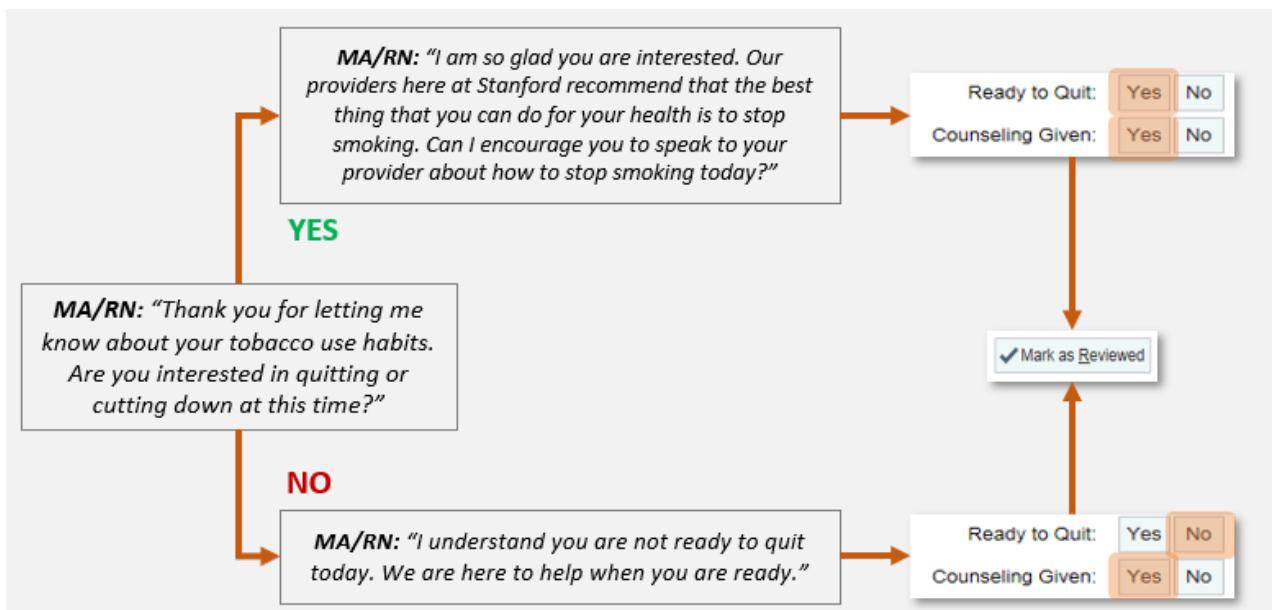 MA/RN: “I am so glad you are interested. Our
providers here at Stanford recommend that the best
thing that you can do for your health is to stop
smoking. Can I encourage you to speak to your
provider about how to stop smoking today?”
Ready to Quit: Yes No
Counseling Given: Yes No
YES
MA/RN: “Thank you for letting me
know about your tobacco use habits.
Are you interested in quitting or
cutting down at this time?”
Mark as Reviewed
NO
MA/RN: “I understand you are not ready to quit
today. We are here to help when you are ready.”
Ready to Quit: Yes No
Counseling Given: Yes No